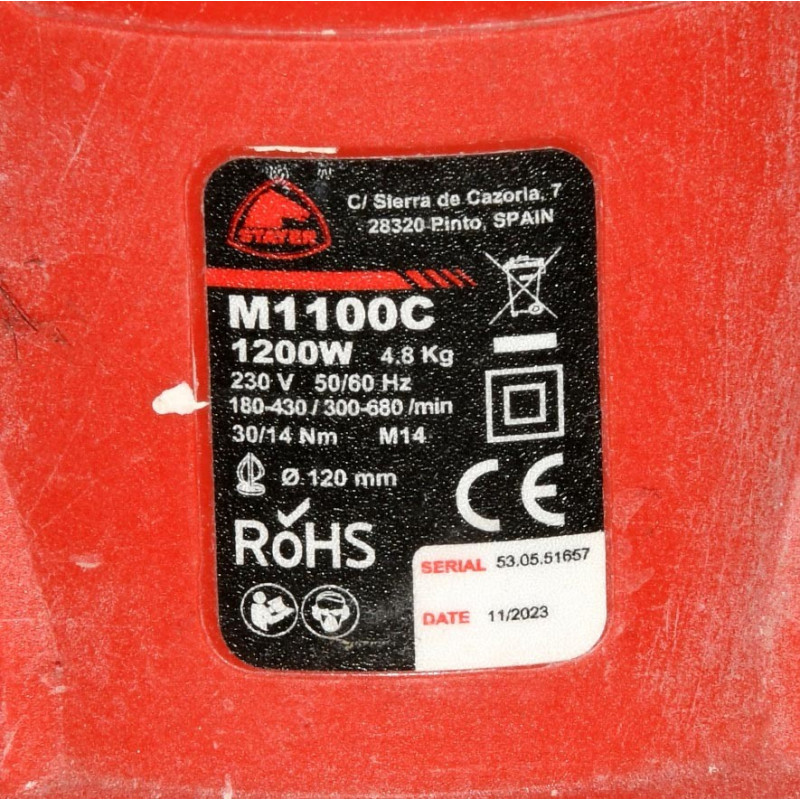 STAYER
C/ Sierra de Cazorla, 7
28320 Pinto, SPAIN
M1100C
1200W 4.8 Kg
230 V 50/60 Hz
180-430 / 300-680 /min
30/14 Nm M14
Ø 120 mm
CE
RoHS
SERIAL 53.05.51657
DATE 11/2023